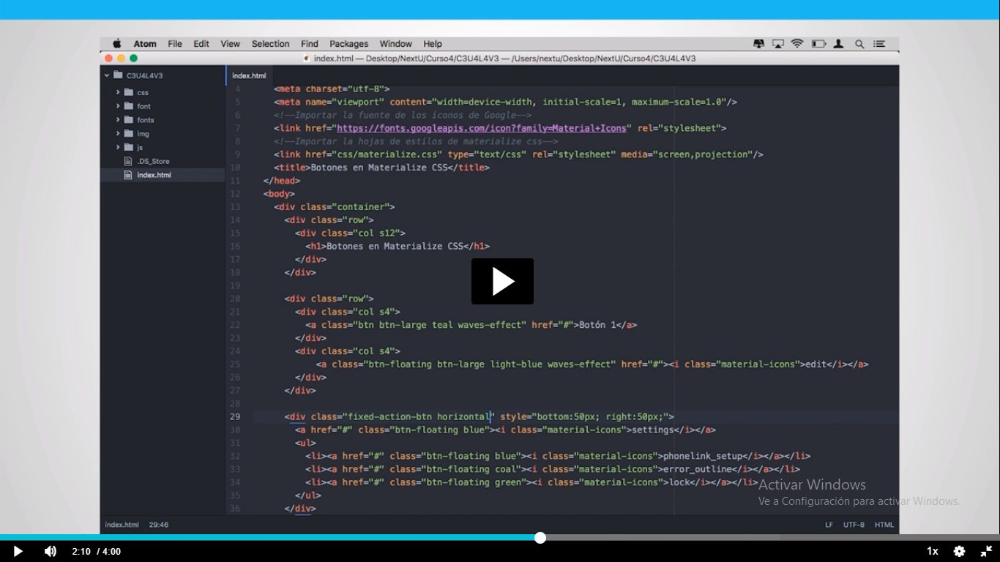 Atom File Edit View Selection Find Packages Window Help
index.html — Desktop/NextU/Curso4/C3U4L4V3 — /Users/nextu/Desktop/NextU/Curso4/C3U4L4V3
C3U4L4V3
css
font
fonts
img
js
.DS_Store
index.html
index.html
4 <meta charset="utf-8">
5 <meta name="viewport" content="width=device-width, initial-scale=1, maximum-scale=1.0"/>
6 <!--Importar la fuente de los íconos de Google-->
7 <link href="https://fonts.googleapis.com/icon?family=Material+Icons" rel="stylesheet">
8 <!--Importar la hojas de estilos de materialize css-->
9 <link href="css/materialize.css" type="text/css" rel="stylesheet" media="screen,projection"/>
10 <title>Botones en Materialize CSS</title>
11 </head>
12 <body>
13 <div class="container">
14 <div class="row">
15 <div class="col s12">
16 <h1>Botones en Materialize CSS</h1>
17 </div>
18 </div>
19
20 <div class="row">
21 <div class="col s4">
22 <a class="btn btn-large teal waves-effect" href="#">Botón 1</a>
23 </div>
24 <div class="col s4">
25 <a class="btn-floating btn-large light-blue waves-effect" href="#"><i class="material-icons">edit</i></a>
26 </div>
27 </div>
28
29 <div class="fixed-action-btn horizontal" style="bottom:50px; right:50px;">
30 <a href="#" class="btn-floating blue"><i class="material-icons">settings</i></a>
31 <ul>
32 <li><a href="#" class="btn-floating blue"><i class="material-icons">phonelink_setup</i></a></li>
33 <li><a href="#" class="btn-floating coal"><i class="material-icons">error_outline</i></a></li>
34 <li><a href="#" class="btn-floating green"><i class="material-icons">lock</i></a></li>
35 </ul>
36 </div>
Activar Windows
Ve a Configuración para activar Windows.
index.html 29:46 LF UTF-8 HTML
2:10 / 4:00 1x